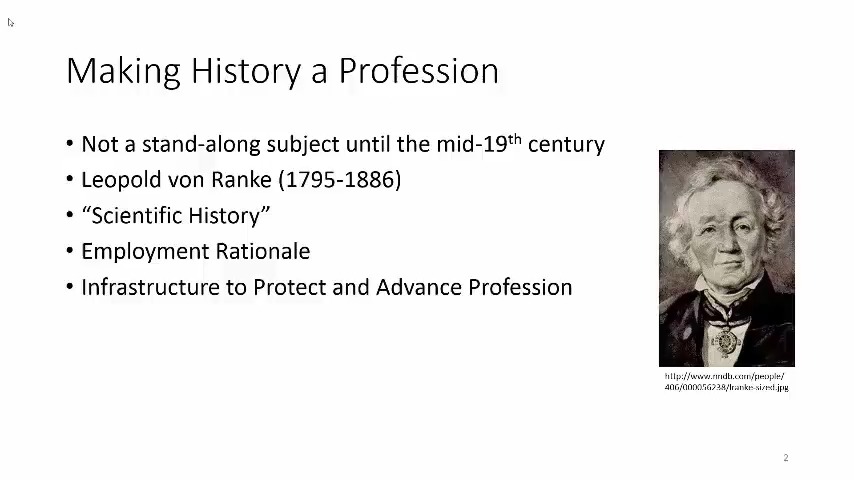 Making History a Profession
• Not a stand-along subject until the mid-19th century
• Leopold von Ranke (1795-1886)
• “Scientific History”
• Employment Rationale
• Infrastructure to Protect and Advance Profession
http://www.nndb.com/people/
406/000056238/lranke-sized.jpg
2